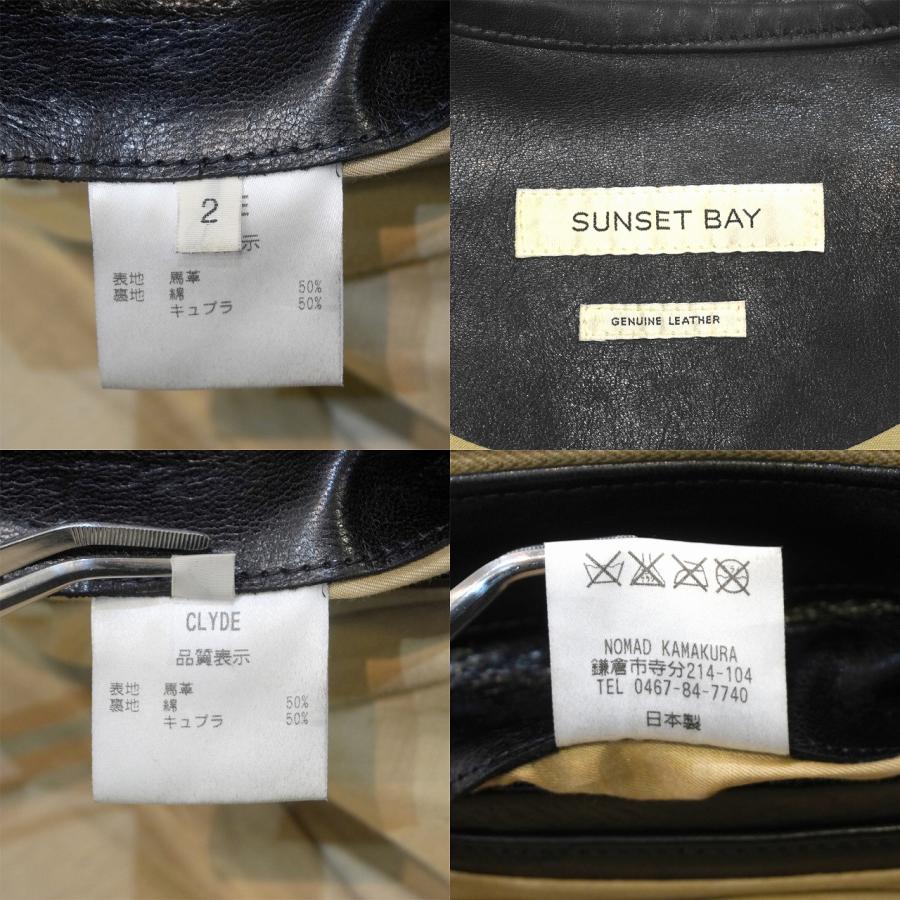 2
E
示
表地 馬革
裏地 綿 50%
キュプラ 50%
SUNSET BAY
GENUINE LEATHER
CLYDE
品質表示
表地 馬革
裏地 綿 50%
キュプラ 50%
NOMAD KAMAKURA
鎌倉市寺分214-104
TEL 0467-84-7740
日本製